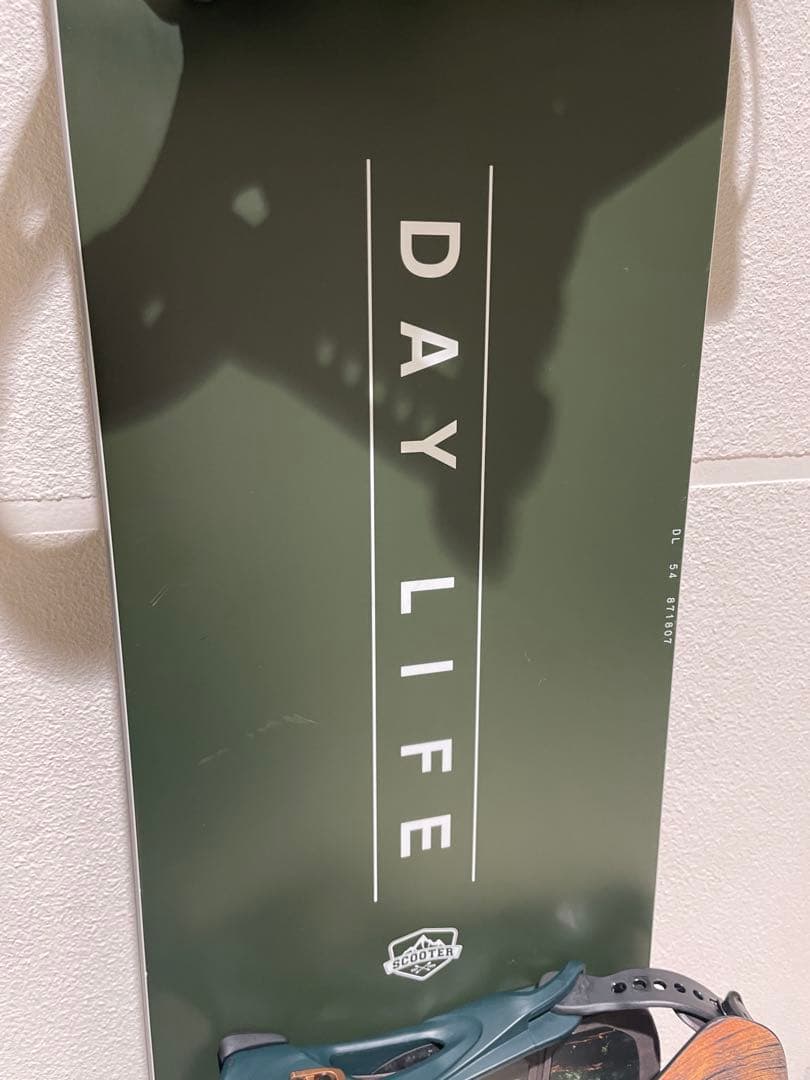 DAY LIFE
DL 54 871807
SCOOTER